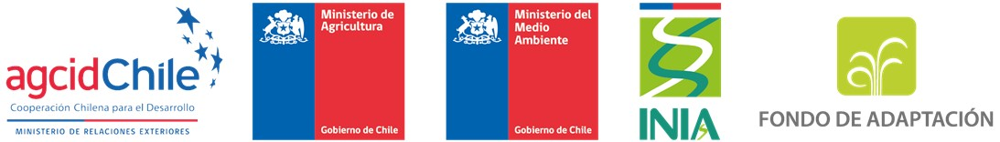 agcidChile
Cooperación Chilena para el Desarrollo
MINISTERIO DE RELACIONES EXTERIORES
Ministerio de
Agricultura
Gobierno de Chile
Ministerio del
Medio
Ambiente
Gobierno de Chile
INIA
FONDO DE ADAPTACIÓN